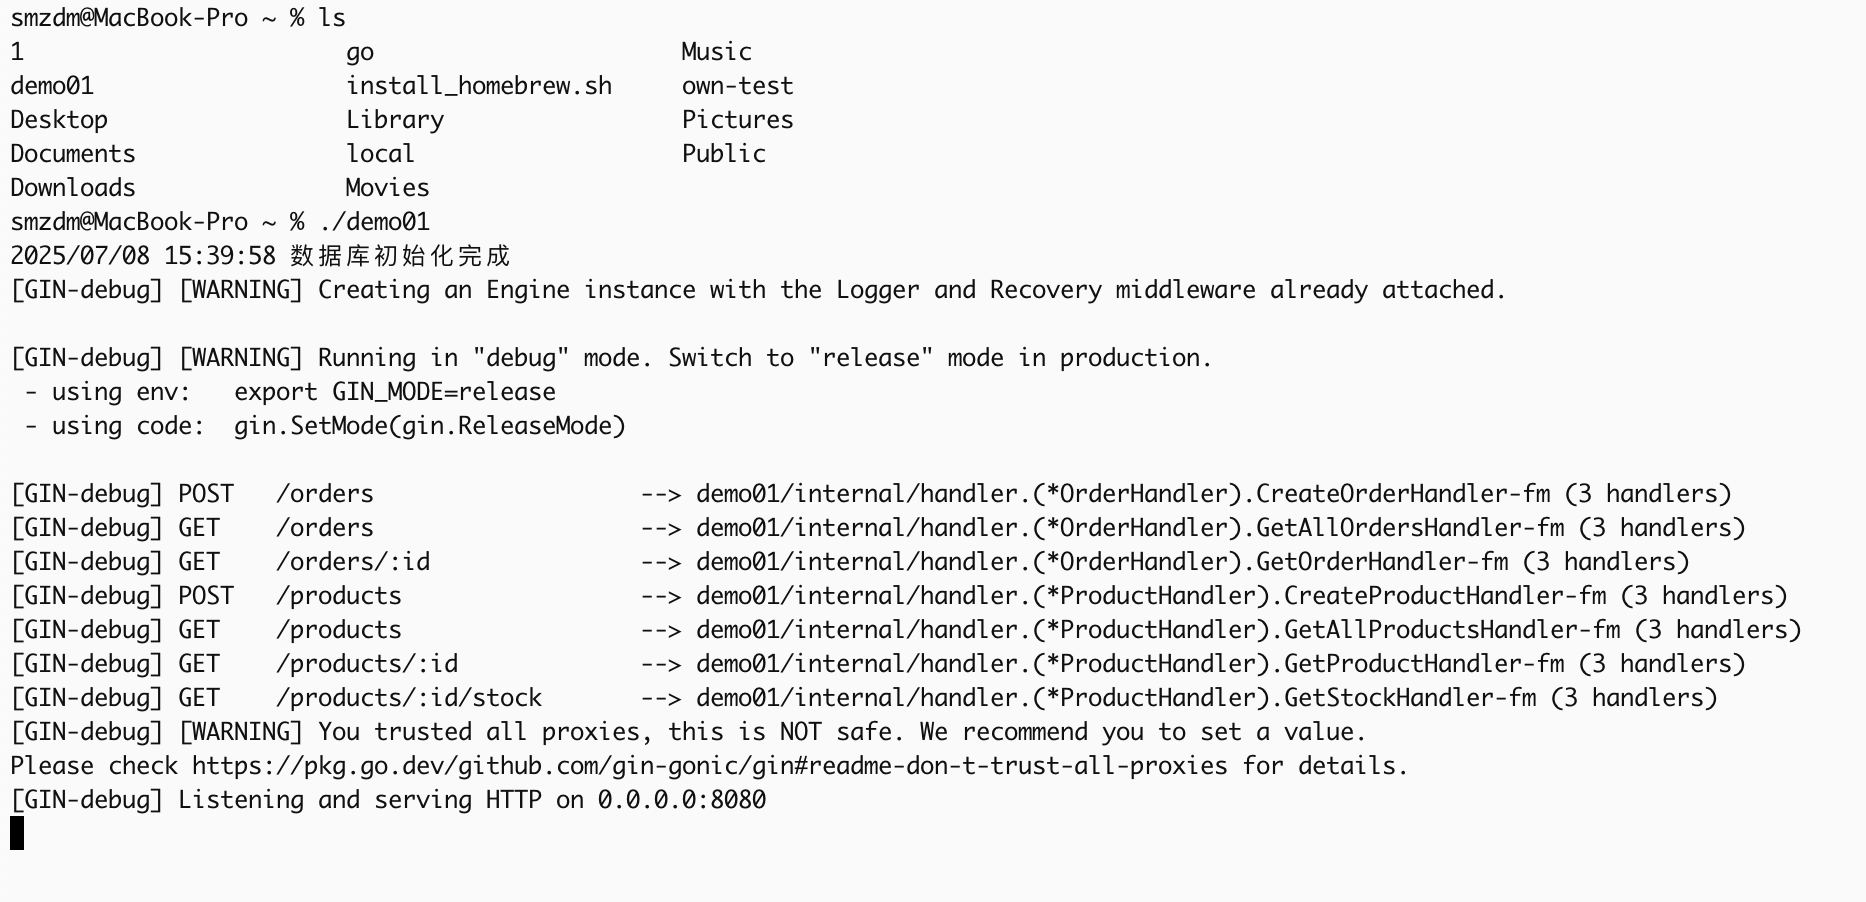 smzdm@MacBook-Pro ~ % ls
1                       go                      Music
demo01                  install_homebrew.sh     own-test
Desktop                 Library                 Pictures
Documents               local                   Public
Downloads               Movies
smzdm@MacBook-Pro ~ % ./demo01
2025/07/08 15:39:58 数据库初始化完成
[GIN-debug] [WARNING] Creating an Engine instance with the Logger and Recovery middleware already attached.

[GIN-debug] [WARNING] Running in "debug" mode. Switch to "release" mode in production.
 - using env:   export GIN_MODE=release
 - using code:  gin.SetMode(gin.ReleaseMode)

[GIN-debug] POST   /orders                   --> demo01/internal/handler.(*OrderHandler).CreateOrderHandler-fm (3 handlers)
[GIN-debug] GET    /orders                   --> demo01/internal/handler.(*OrderHandler).GetAllOrdersHandler-fm (3 handlers)
[GIN-debug] GET    /orders/:id               --> demo01/internal/handler.(*OrderHandler).GetOrderHandler-fm (3 handlers)
[GIN-debug] POST   /products                 --> demo01/internal/handler.(*ProductHandler).CreateProductHandler-fm (3 handlers)
[GIN-debug] GET    /products                 --> demo01/internal/handler.(*ProductHandler).GetAllProductsHandler-fm (3 handlers)
[GIN-debug] GET    /products/:id             --> demo01/internal/handler.(*ProductHandler).GetProductHandler-fm (3 handlers)
[GIN-debug] GET    /products/:id/stock       --> demo01/internal/handler.(*ProductHandler).GetStockHandler-fm (3 handlers)
[GIN-debug] [WARNING] You trusted all proxies, this is NOT safe. We recommend you to set a value.
Please check https://pkg.go.dev/github.com/gin-gonic/gin#readme-don-t-trust-all-proxies for details.
[GIN-debug] Listening and serving HTTP on 0.0.0.0:8080